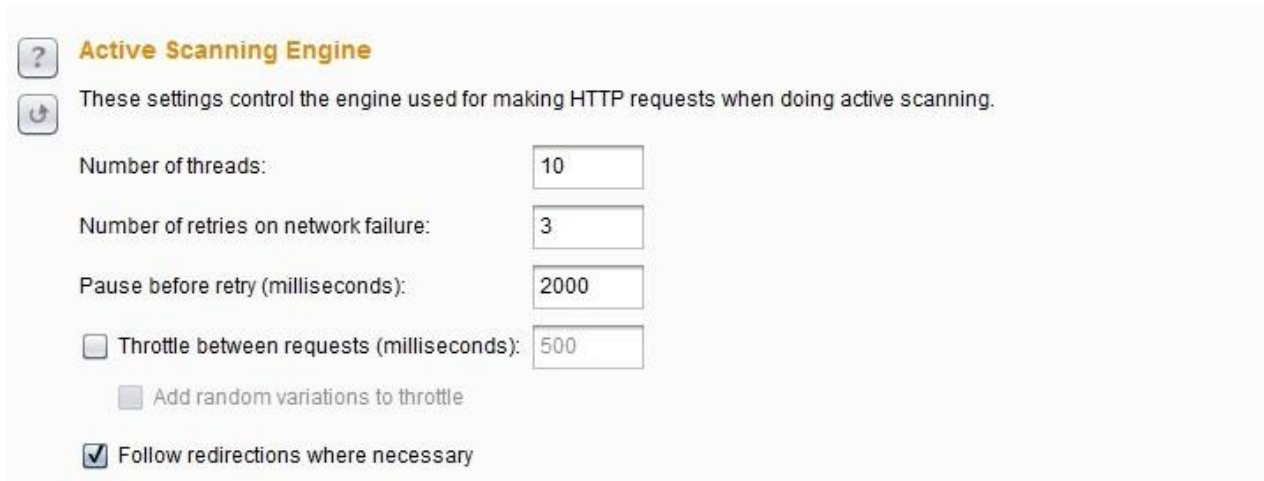 ?
Active Scanning Engine
These settings control the engine used for making HTTP requests when doing active scanning.
Number of threads: 10
Number of retries on network failure: 3
Pause before retry (milliseconds): 2000
Throttle between requests (milliseconds): 500
Add random variations to throttle
Follow redirections where necessary